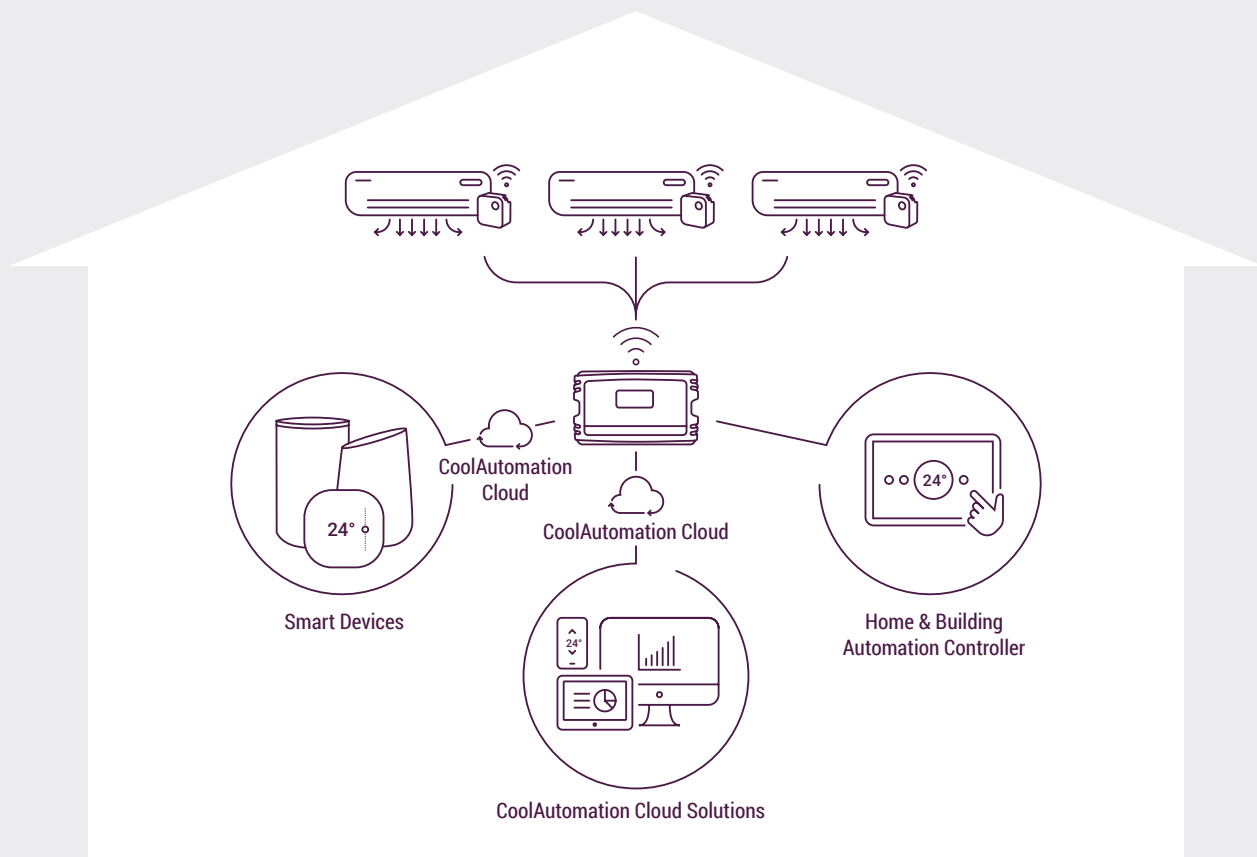 CoolAutomation
Cloud
CoolAutomation Cloud
24°
24°
Smart Devices
Home & Building
Automation Controller
24°
CoolAutomation Cloud Solutions